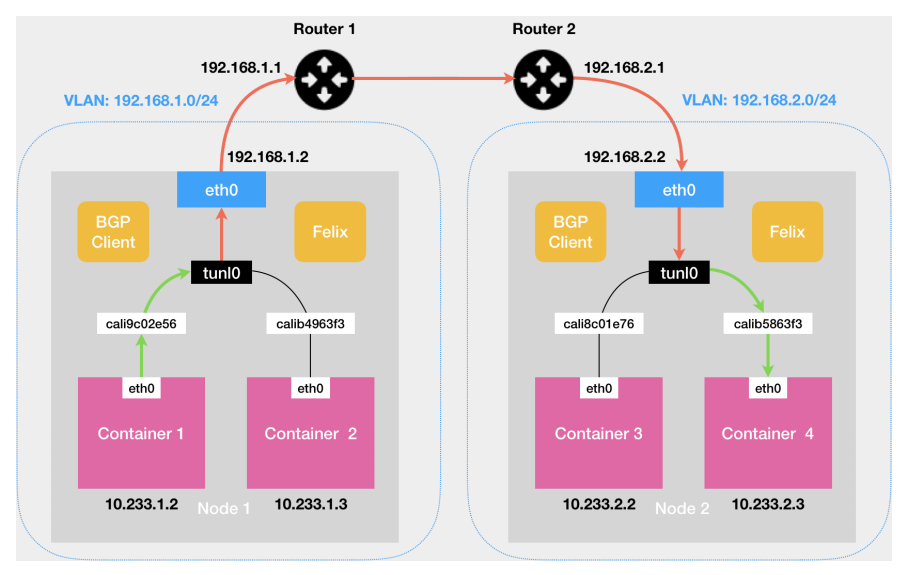 Router 1
Router 2
192.168.1.1
192.168.2.1
VLAN: 192.168.1.0/24
VLAN: 192.168.2.0/24
192.168.1.2
192.168.2.2
eth0
eth0
BGP
Client
Felix
BGP
Client
Felix
tunl0
tunl0
cali9c02e56
calib4963f3
cali8c01e76
calib5863f3
eth0
eth0
eth0
eth0
Container 1
Container 2
Container 3
Container 4
10.233.1.2
Node 1
10.233.1.3
10.233.2.2
Node 2
10.233.2.3